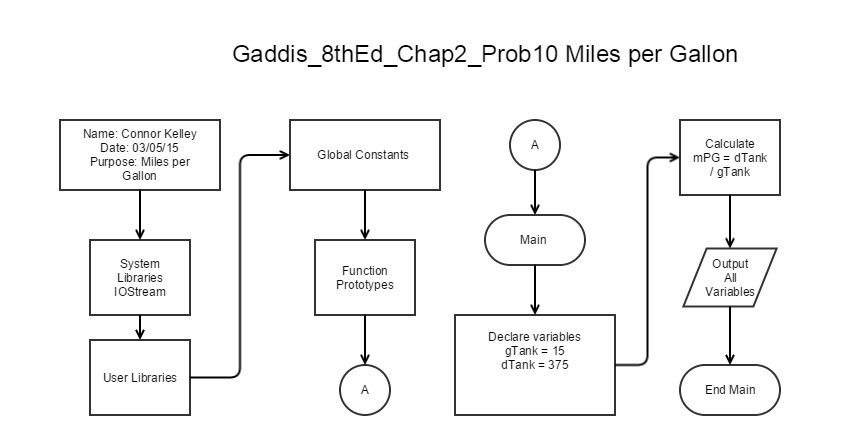 Gaddis_8thEd_Chap2_Prob10 Miles per Gallon
Name: Connor Kelley
Date: 03/05/15
Purpose: Miles per
Gallon
System
Libraries
IOStream
User Libraries
Global Constants
Function
Prototypes
A
A
Main
Declare variables
gTank = 15
dTank = 375
Calculate
mPG = dTank
/ gTank
Output
All
Variables
End Main